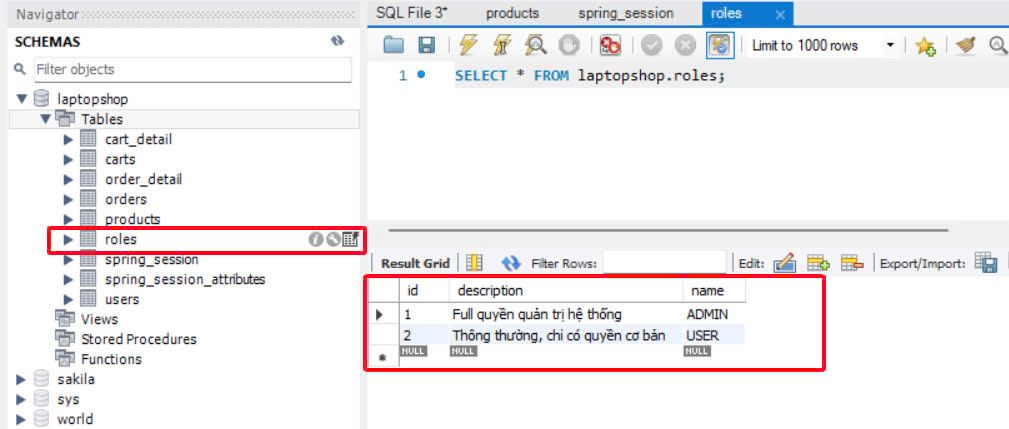 Navigator
SCHEMAS
Filter objects
laptopshop
Tables
cart_detail
carts
order_detail
orders
products
roles
spring_session
spring_session_attributes
users
Views
Stored Procedures
Functions
sakila
sys
world
SQL File 3* products spring_session roles
Limit to 1000 rows
1 SELECT * FROM laptopshop.roles;
Result Grid Filter Rows: Edit: Export/Import:
id description name
1 Full quyền quản trị hệ thống ADMIN
2 Thông thường, chỉ có quyền cơ bản USER
NULL NULL NULL